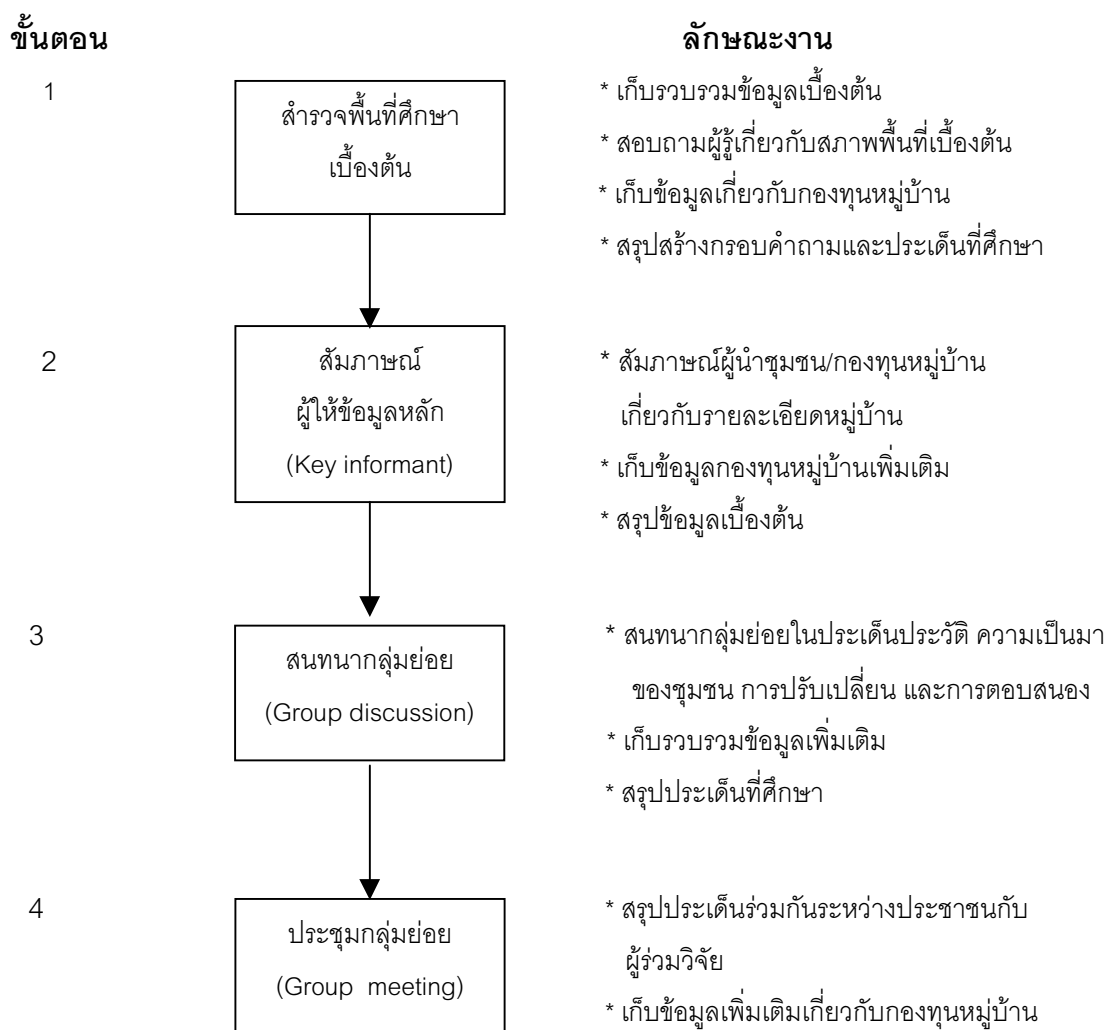 ขั้นตอน
ลักษณะงาน
1
สำรวจพื้นที่ศึกษา
เบื้องต้น
* เก็บรวบรวมข้อมูลเบื้องต้น
* สอบถามผู้รู้เกี่ยวกับสภาพพื้นที่เบื้องต้น
* เก็บข้อมูลเกี่ยวกับกองทุนหมู่บ้าน
* สรุปสร้างกรอบคำถามและประเด็นที่ศึกษา
2
สัมภาษณ์
ผู้ให้ข้อมูลหลัก
(Key informant)
* สัมภาษณ์ผู้นำชุมชน/กองทุนหมู่บ้าน
เกี่ยวกับรายละเอียดหมู่บ้าน
* เก็บข้อมูลกองทุนหมู่บ้านเพิ่มเติม
* สรุปข้อมูลเบื้องต้น
3
สนทนากลุ่มย่อย
(Group discussion)
* สนทนากลุ่มย่อยในประเด็นประวัติ ความเป็นมา
ของชุมชน การปรับเปลี่ยน และการตอบสนอง
* เก็บรวบรวมข้อมูลเพิ่มเติม
* สรุปประเด็นที่ศึกษา
4
ประชุมกลุ่มย่อย
(Group meeting)
* สรุปประเด็นร่วมกันระหว่างประชาชนกับ
ผู้ร่วมวิจัย
* เก็บข้อมูลเพิ่มเติมเกี่ยวกับกองทุนหมู่บ้าน